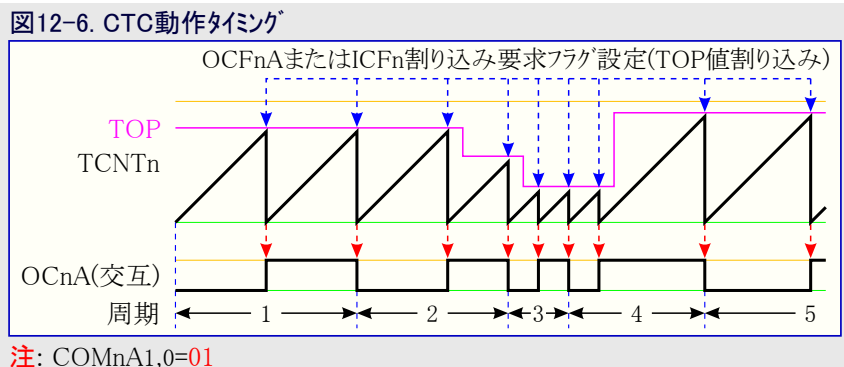 図12-6. CTC動作ﾀｲﾐﾝｸﾞ
OCFnAまたはICFn割り込み要求ﾌﾗｸﾞ設定(TOP値割り込み)
TOP
TCNTn
OCnA(交互)
周期 1 2 3 4 5
注: COMnA1,0=01